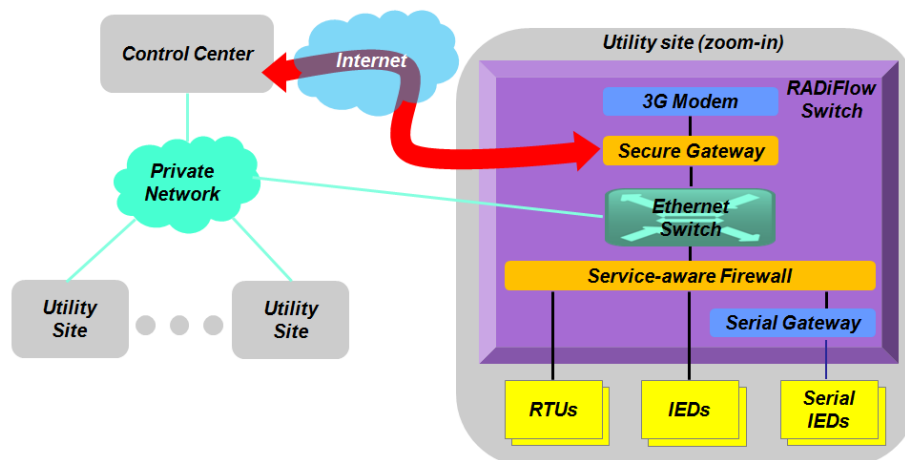 Control Center
Internet
Utility site (zoom-in)
3G Modem
RADiFlow
Switch
Secure Gateway
Private
Network
Ethernet
Switch
Service-aware Firewall
Utility
Site
Utility
Site
Serial Gateway
RTUs
IEDs
Serial
IEDs